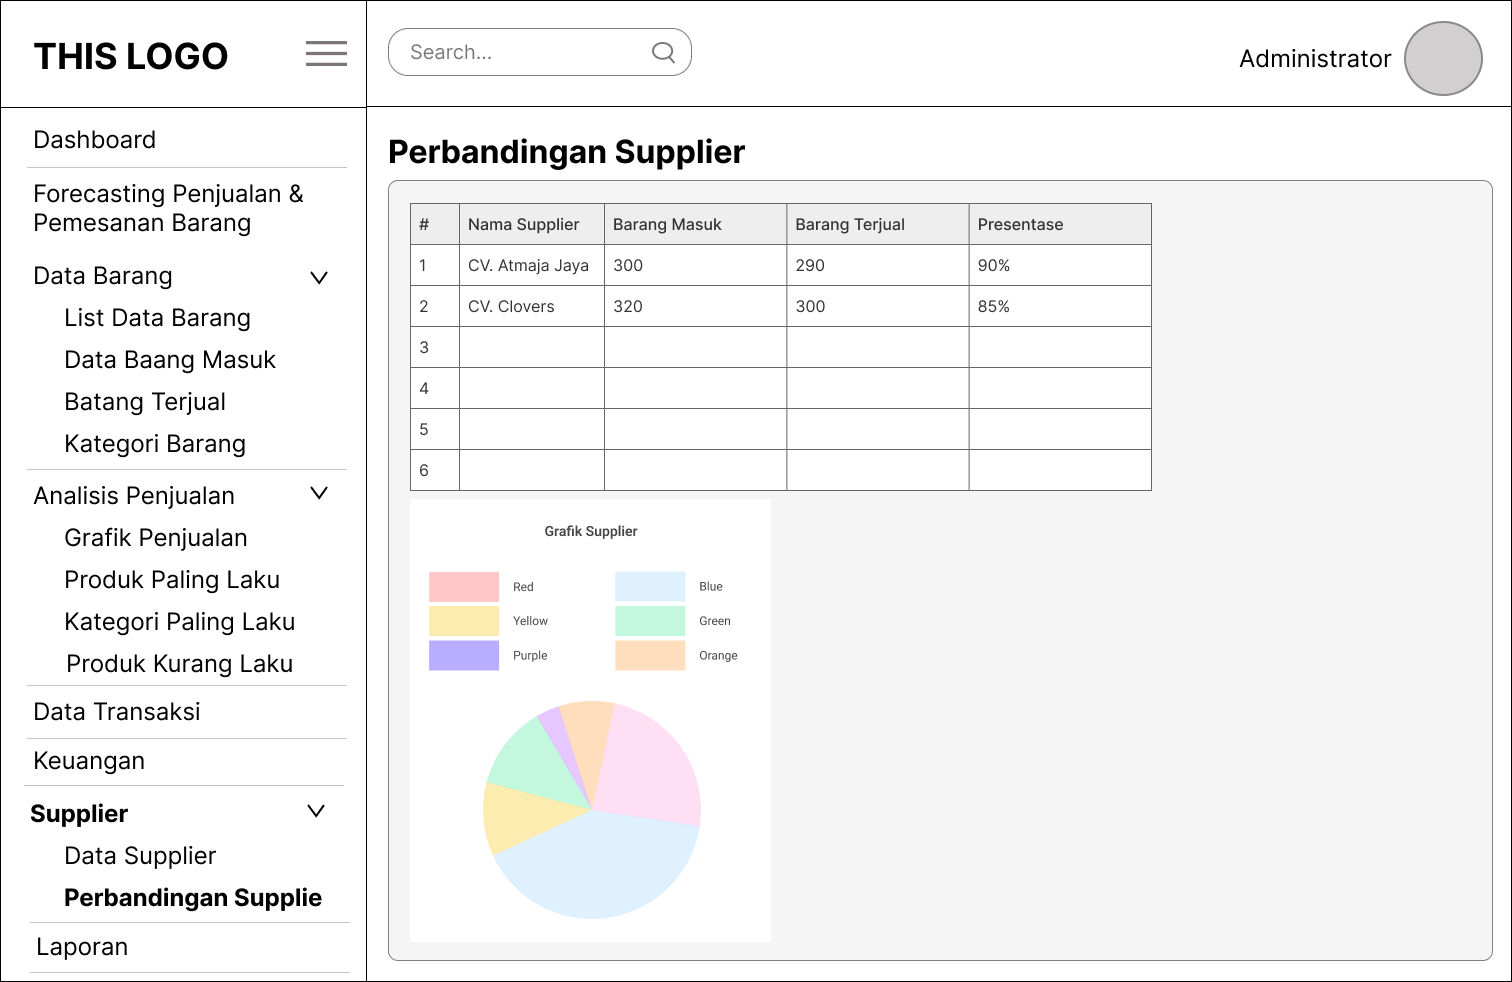 THIS LOGO
Search...
Administrator
Dashboard
Forecasting Penjualan &
Pemesanan Barang
Data Barang
List Data Barang
Data Baang Masuk
Batang Terjual
Kategori Barang
Analisis Penjualan
Grafik Penjualan
Produk Paling Laku
Kategori Paling Laku
Produk Kurang Laku
Data Transaksi
Keuangan
Supplier
Data Supplier
Perbandingan Supplie
Laporan
Perbandingan Supplier
# Nama Supplier Barang Masuk Barang Terjual Presentase
1 CV. Atmaja Jaya 300 290 90%
2 CV. Clovers 320 300 85%
3
4
5
6
Grafik Supplier
Red Blue
Yellow Green
Purple Orange